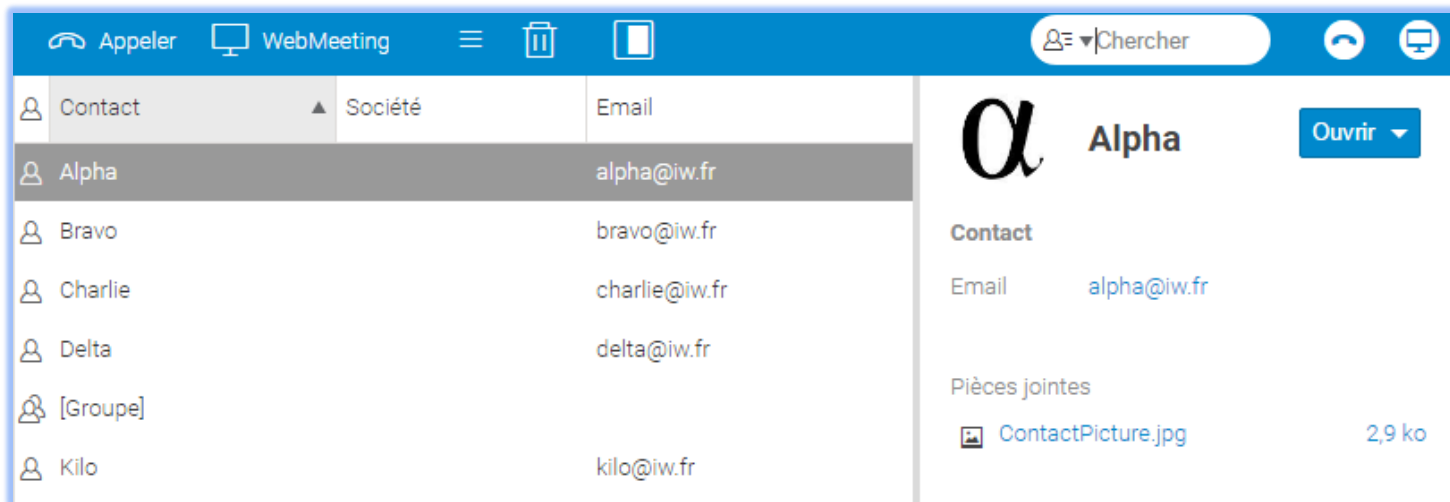 Appeler WebMeeting Chercher
Contact Société Email
Alpha alpha@iw.fr
Bravo bravo@iw.fr
Charlie charlie@iw.fr
Delta delta@iw.fr
[Groupe]
Kilo kilo@iw.fr
α Alpha Ouvrir
Contact
Email alpha@iw.fr
Pièces jointes
ContactPicture.jpg 2,9 ko